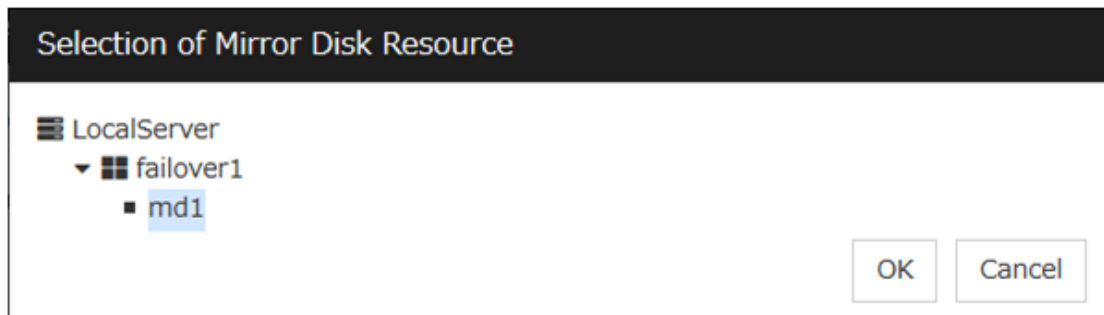 Selection of Mirror Disk Resource
LocalServer
failover1
md1
OK Cancel